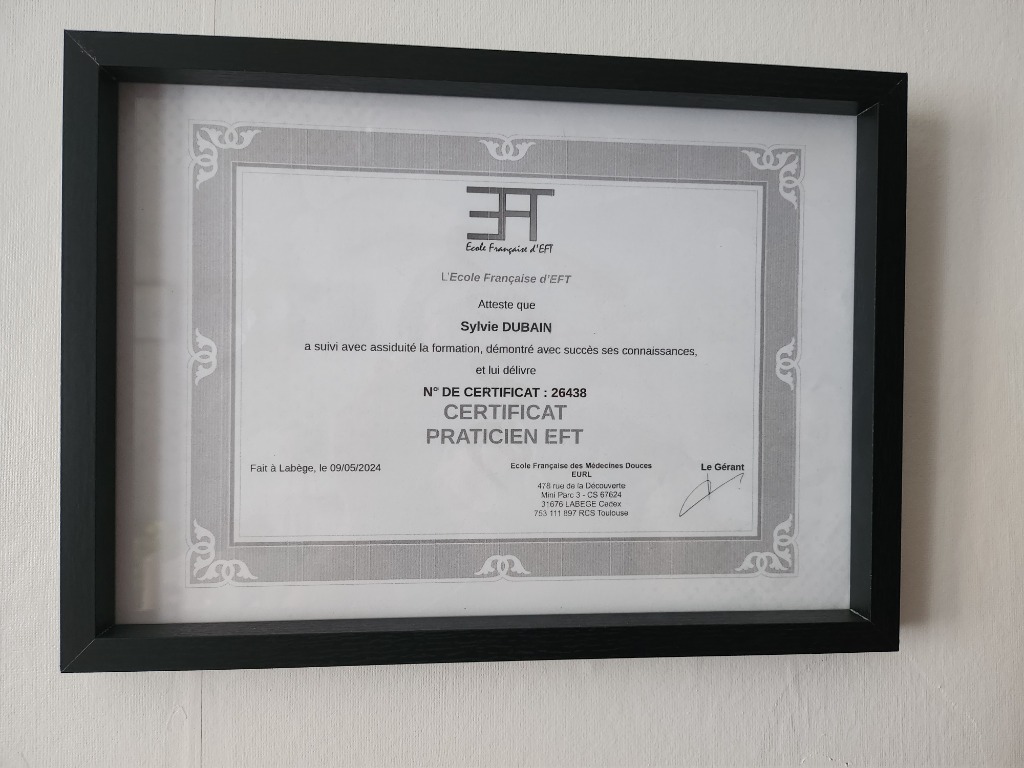 EFT
Ecole Française d'EFT
L'Ecole Française d'EFT
Atteste que
Sylvie DUBAIN
a suivi avec assiduité la formation, démontré avec succès ses connaissances,
et lui délivre
N° DE CERTIFICAT : 26438
CERTIFICAT
PRATICIEN EFT
Fait à Labège, le 09/05/2024
Ecole Française des Médecines Douces
EURL
478 rue de la Découverte
Mini Parc 3 - CS 67624
31676 LABEGE Cedex
753 111 897 RCS Toulouse
Le Gérant